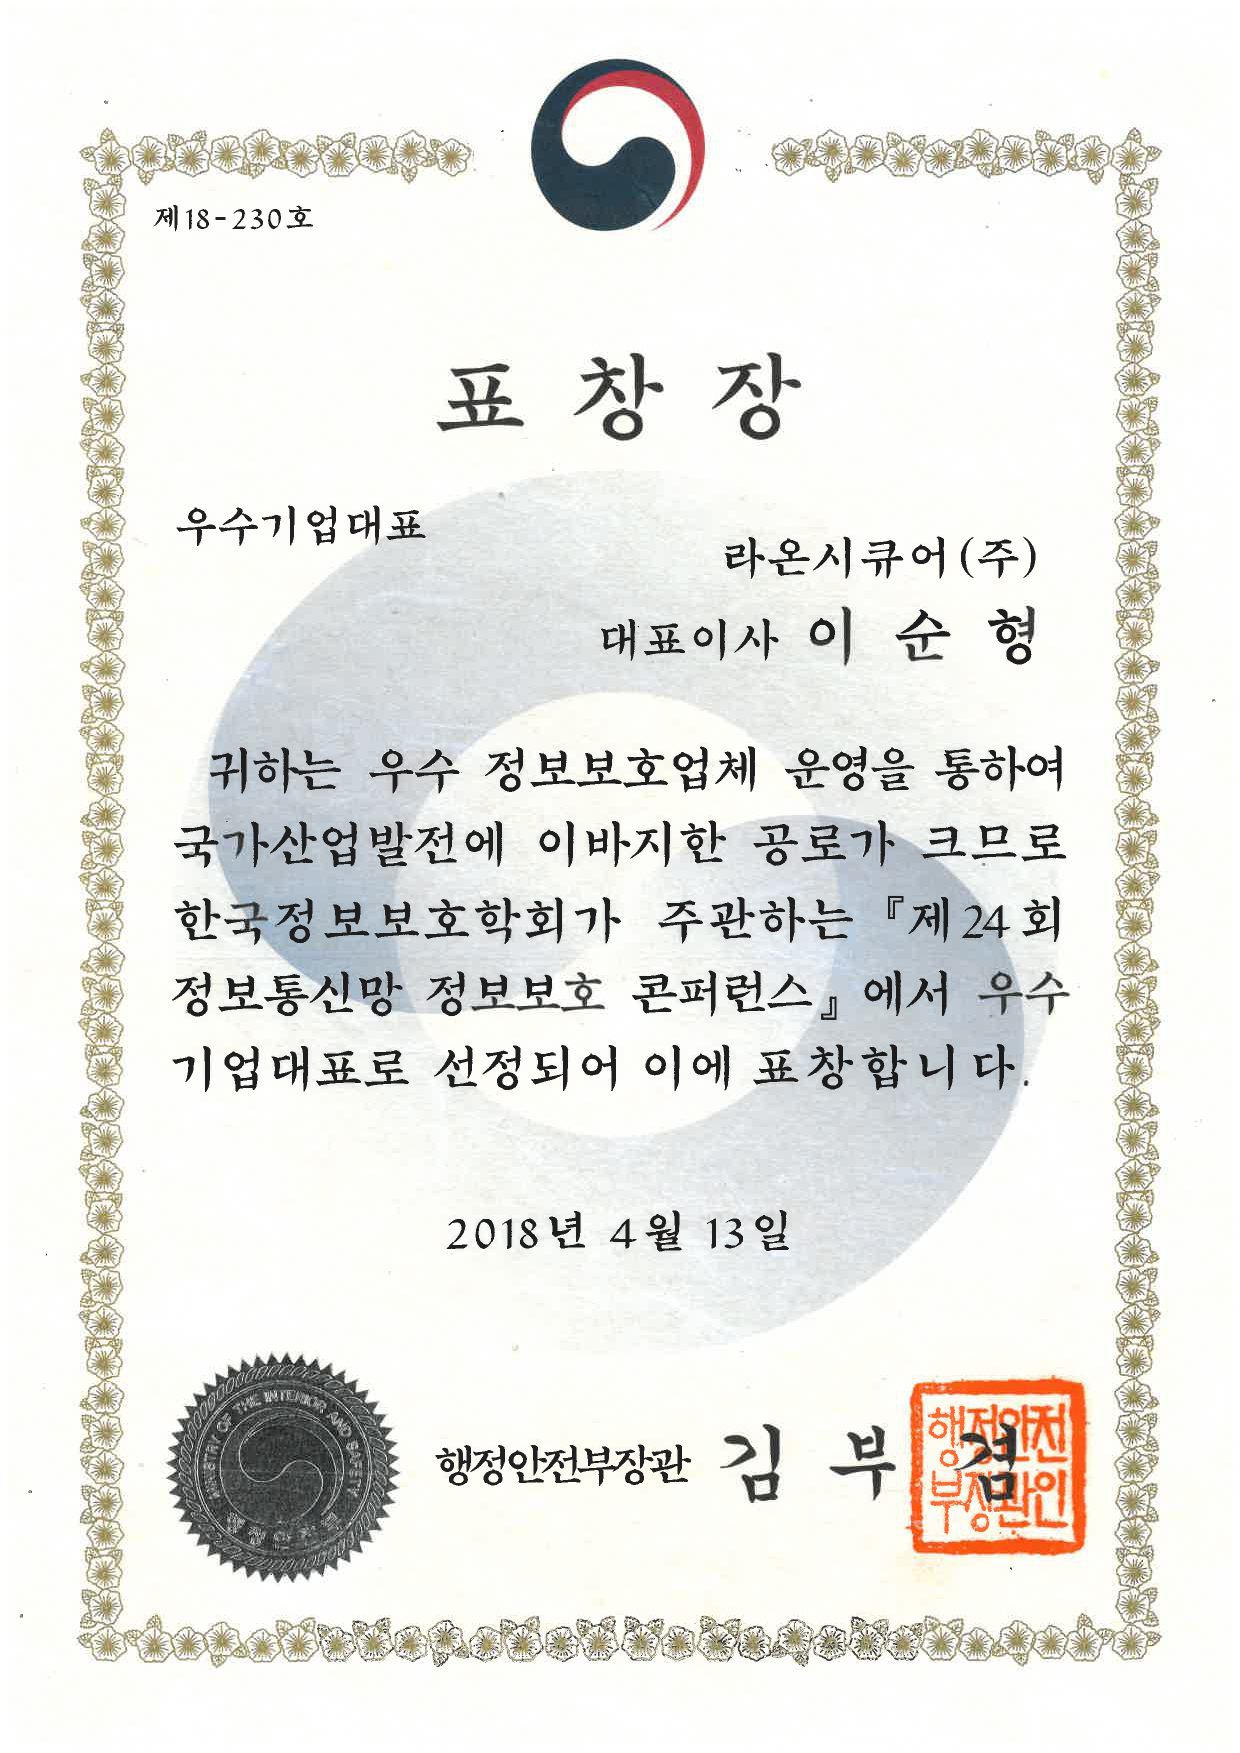 제18-230호
표창장
우수기업대표
라온시큐어(주)
대표이사 이순형
귀하는 우수 정보보호업체 운영을 통하여
국가산업발전에 이바지한 공로가 크므로
한국정보보호학회가 주관하는 『제24회
정보통신망 정보보호 콘퍼런스』에서 우수
기업대표로 선정되어 이에 표창합니다.
2018년 4월 13일
MINISTRY OF THE INTERIOR AND SAFETY
행정안전부장관 김부겸
행정안전
부장관인